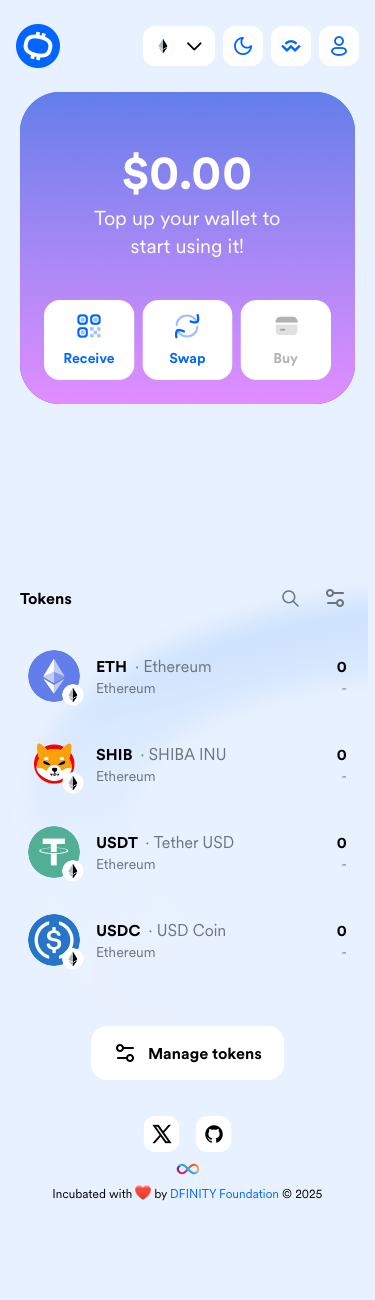 $0.00
Top up your wallet to
start using it!
Receive
Swap
Buy
Tokens
ETH · Ethereum
0
Ethereum
-
SHIB · SHIBA INU
0
Ethereum
-
USDT · Tether USD
0
Ethereum
-
USDC · USD Coin
0
Ethereum
-
Manage tokens
Incubated with ❤️ by DFINITY Foundation © 2025